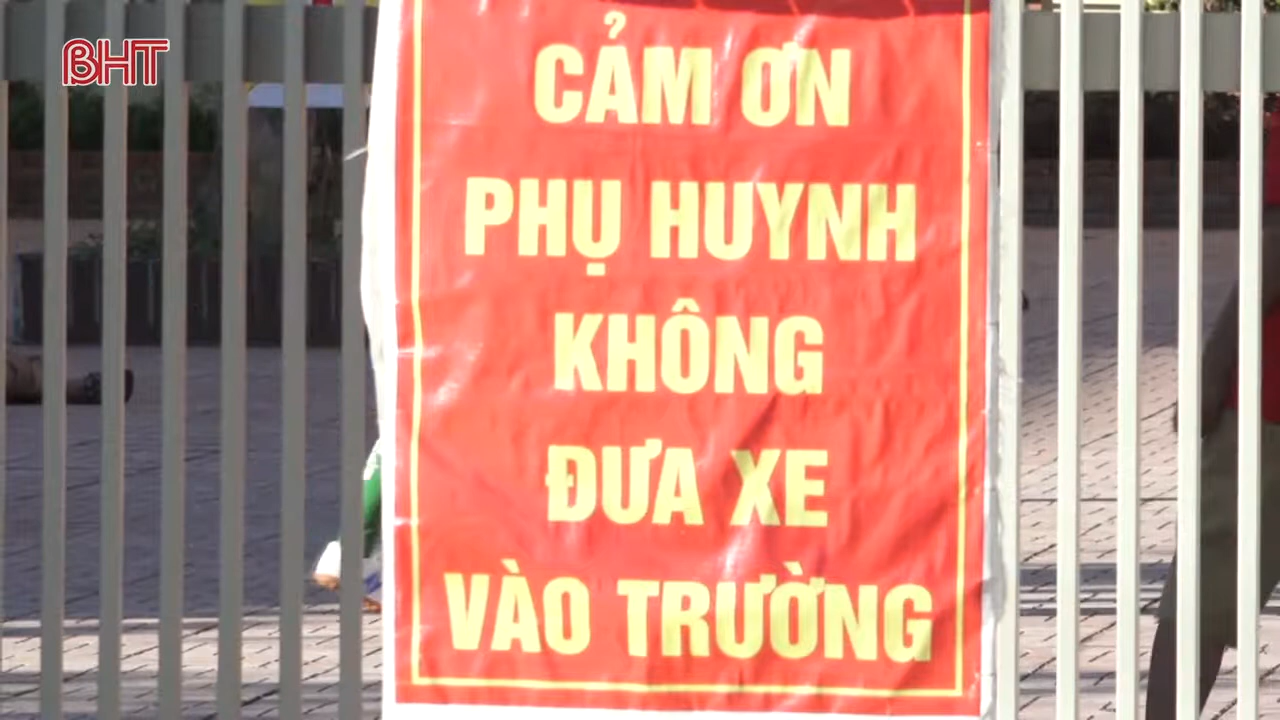 BHT
CẢM ƠN
PHỤ HUYNH
KHÔNG
ĐƯA XE
VÀO TRƯỜNG